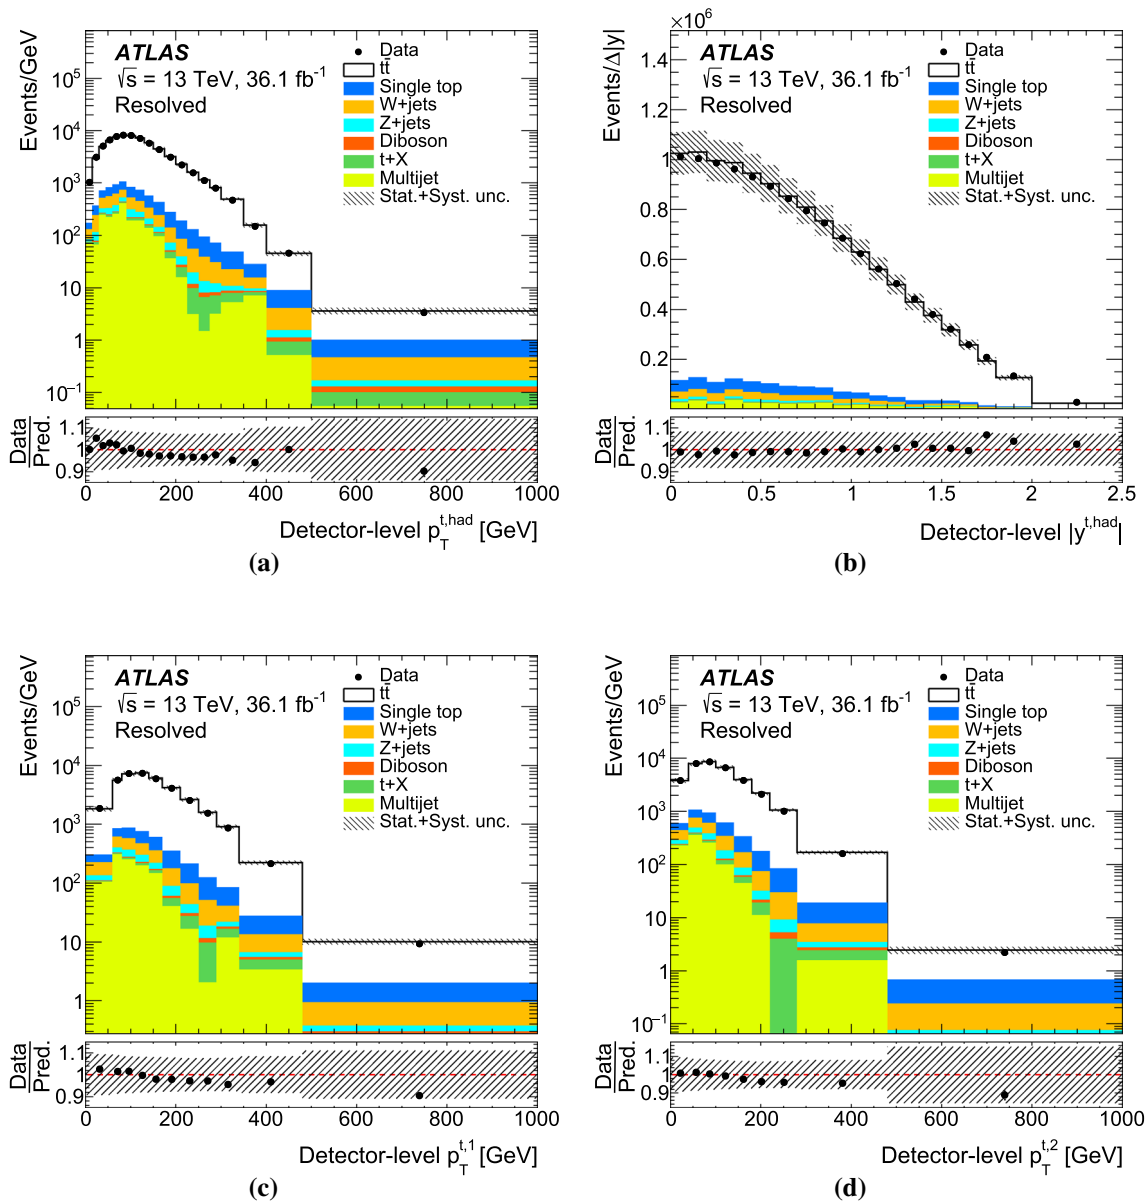 Events/GeV
10⁵
10⁴
10³
10²
10
1
10⁻¹
ATLAS
√s = 13 TeV, 36.1 fb⁻¹
Resolved
Data
tt̄
Single top
W+jets
Z+jets
Diboson
t+X
Multijet
Stat.+Syst. unc.
Data
Pred.
1.1
1
0.9
0 200 400 600 800 1000
Detector-level p_T^{t,had} [GeV]
(a)
×10⁶
Events/Δ|y|
1.4
1.2
1
0.8
0.6
0.4
0.2
ATLAS
√s = 13 TeV, 36.1 fb⁻¹
Resolved
Data
tt̄
Single top
W+jets
Z+jets
Diboson
t+X
Multijet
Stat.+Syst. unc.
Data
Pred.
1.1
1
0.9
0 0.5 1 1.5 2 2.5
Detector-level |y^{t,had}|
(b)
Events/GeV
10⁵
10⁴
10³
10²
10
1
ATLAS
√s = 13 TeV, 36.1 fb⁻¹
Resolved
Data
tt̄
Single top
W+jets
Z+jets
Diboson
t+X
Multijet
Stat.+Syst. unc.
Data
Pred.
1.1
1
0.9
0 200 400 600 800 1000
Detector-level p_T^{t,1} [GeV]
(c)
Events/GeV
10⁵
10⁴
10³
10²
10
1
10⁻¹
ATLAS
√s = 13 TeV, 36.1 fb⁻¹
Resolved
Data
tt̄
Single top
W+jets
Z+jets
Diboson
t+X
Multijet
Stat.+Syst. unc.
Data
Pred.
1.1
1
0.9
0 200 400 600 800 1000
Detector-level p_T^{t,2} [GeV]
(d)